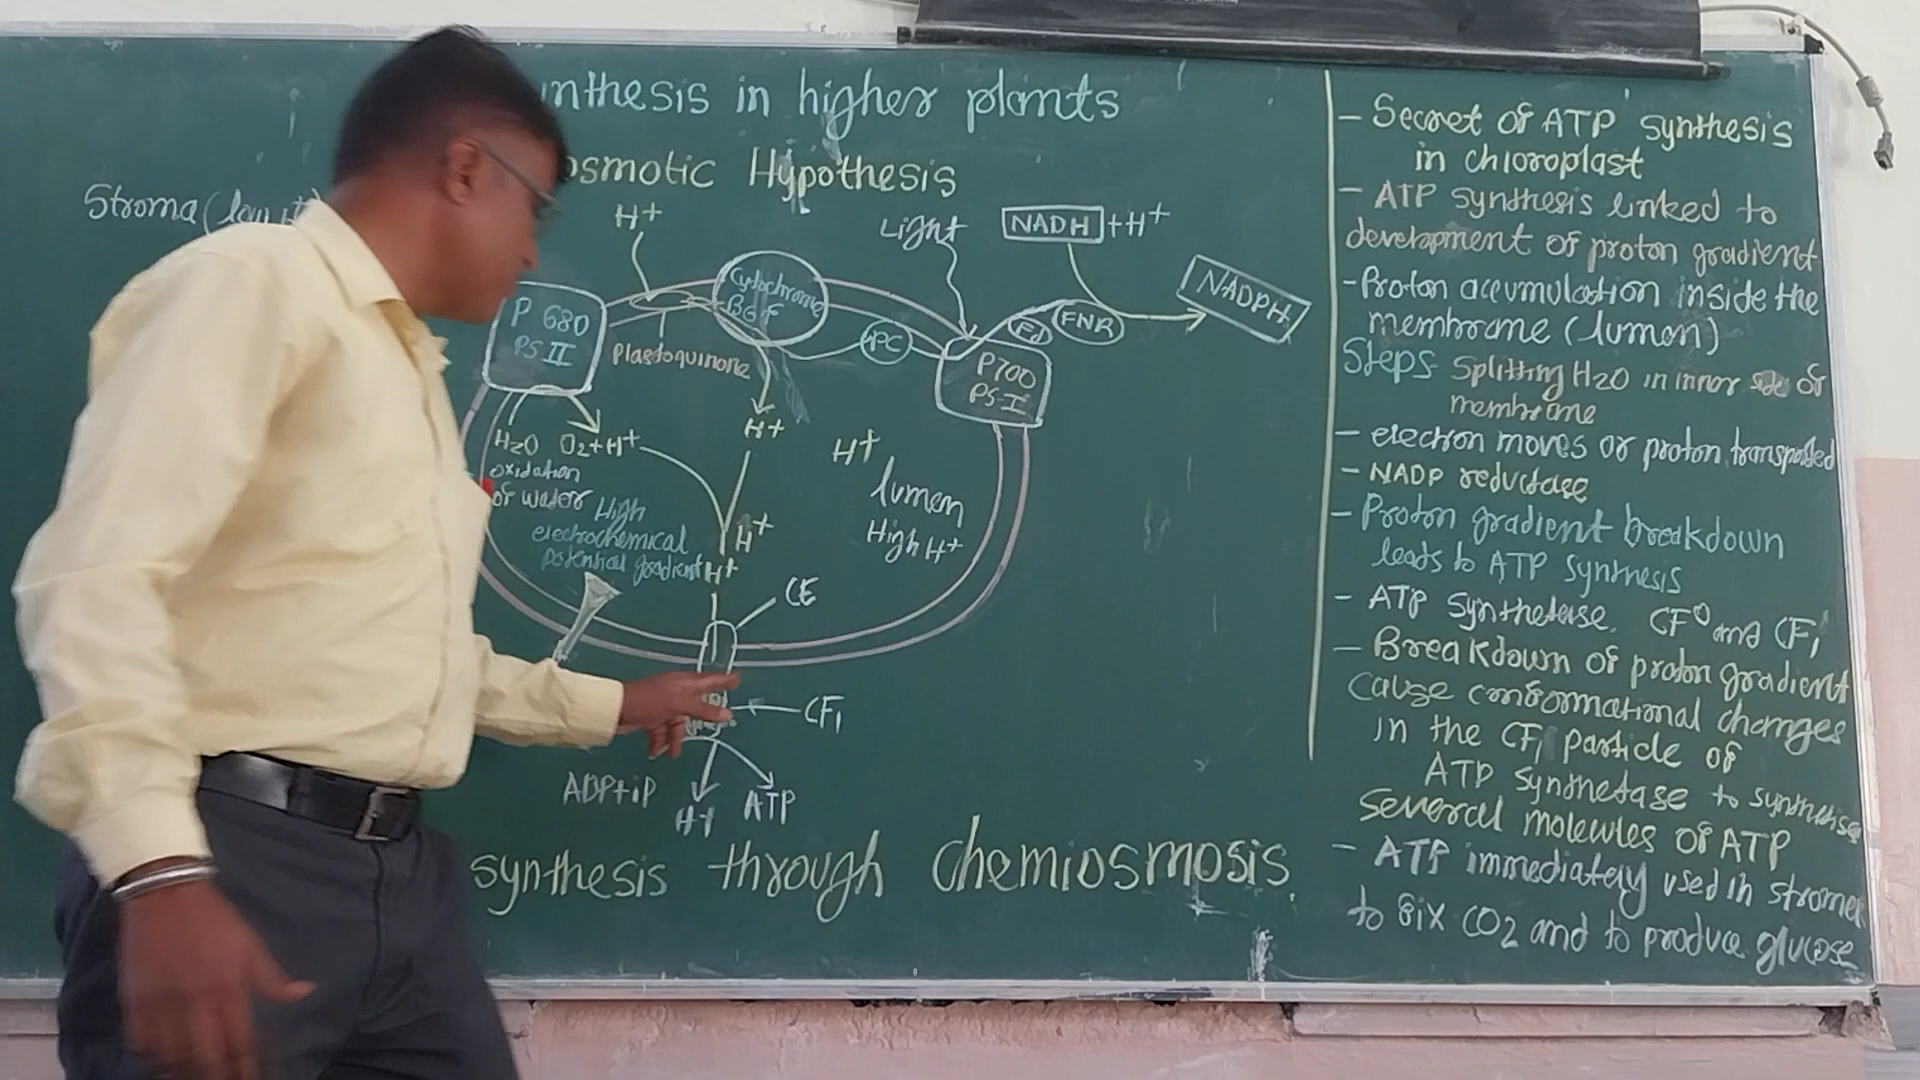 nthesis in higher plants
osmotic Hypothesis
Stroma (low H+)
H+
Light
NADH +H+
NADPH
Cytochrome
B6F
P 680
PS II
Plastoquinone
PC
Fd
FNR
P700
PS-I
H2O O2+H+
oxidation
of water
H+
H+
lumen
High H+
High
electrochemical
potential gradient
H+
H+
CE
CF1
ADP+iP
H+
ATP
synthesis through chemiosmosis.
- Secret of ATP synthesis
in chloroplast
- ATP synthesis linked to
development of proton gradient
- Proton accumulation inside the
membrane (lumen)
Steps- Splitting H2O in inner side of
membrane
- electron moves or proton transported
- NADP reductase
- Proton gradient breakdown
leads to ATP synthesis
- ATP Synthetase. CF0 and CF1
- Breakdown of proton gradient
cause conformational changes
in the CF1 particle of
ATP synthetase to synthesise
several molecules of ATP
- ATP immediately used in stroma
to six CO2 and to produce glucose